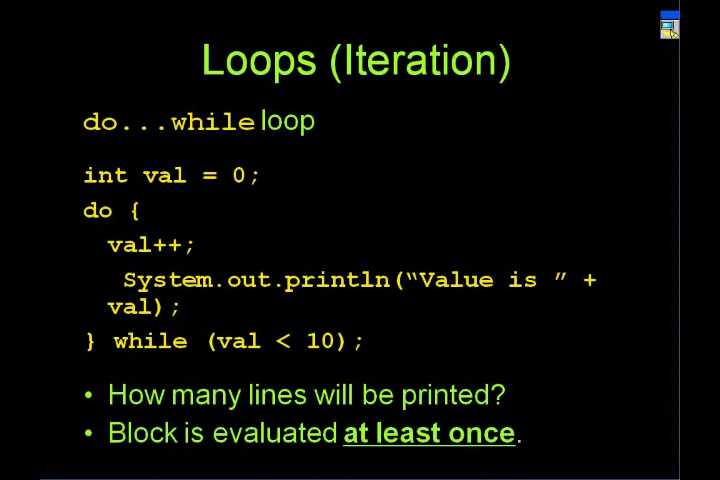 Loops (Iteration)
do...while loop
int val = 0;
do {
val++;
System.out.println(“Value is ” +
val);
} while (val < 10);
• How many lines will be printed?
• Block is evaluated at least once.